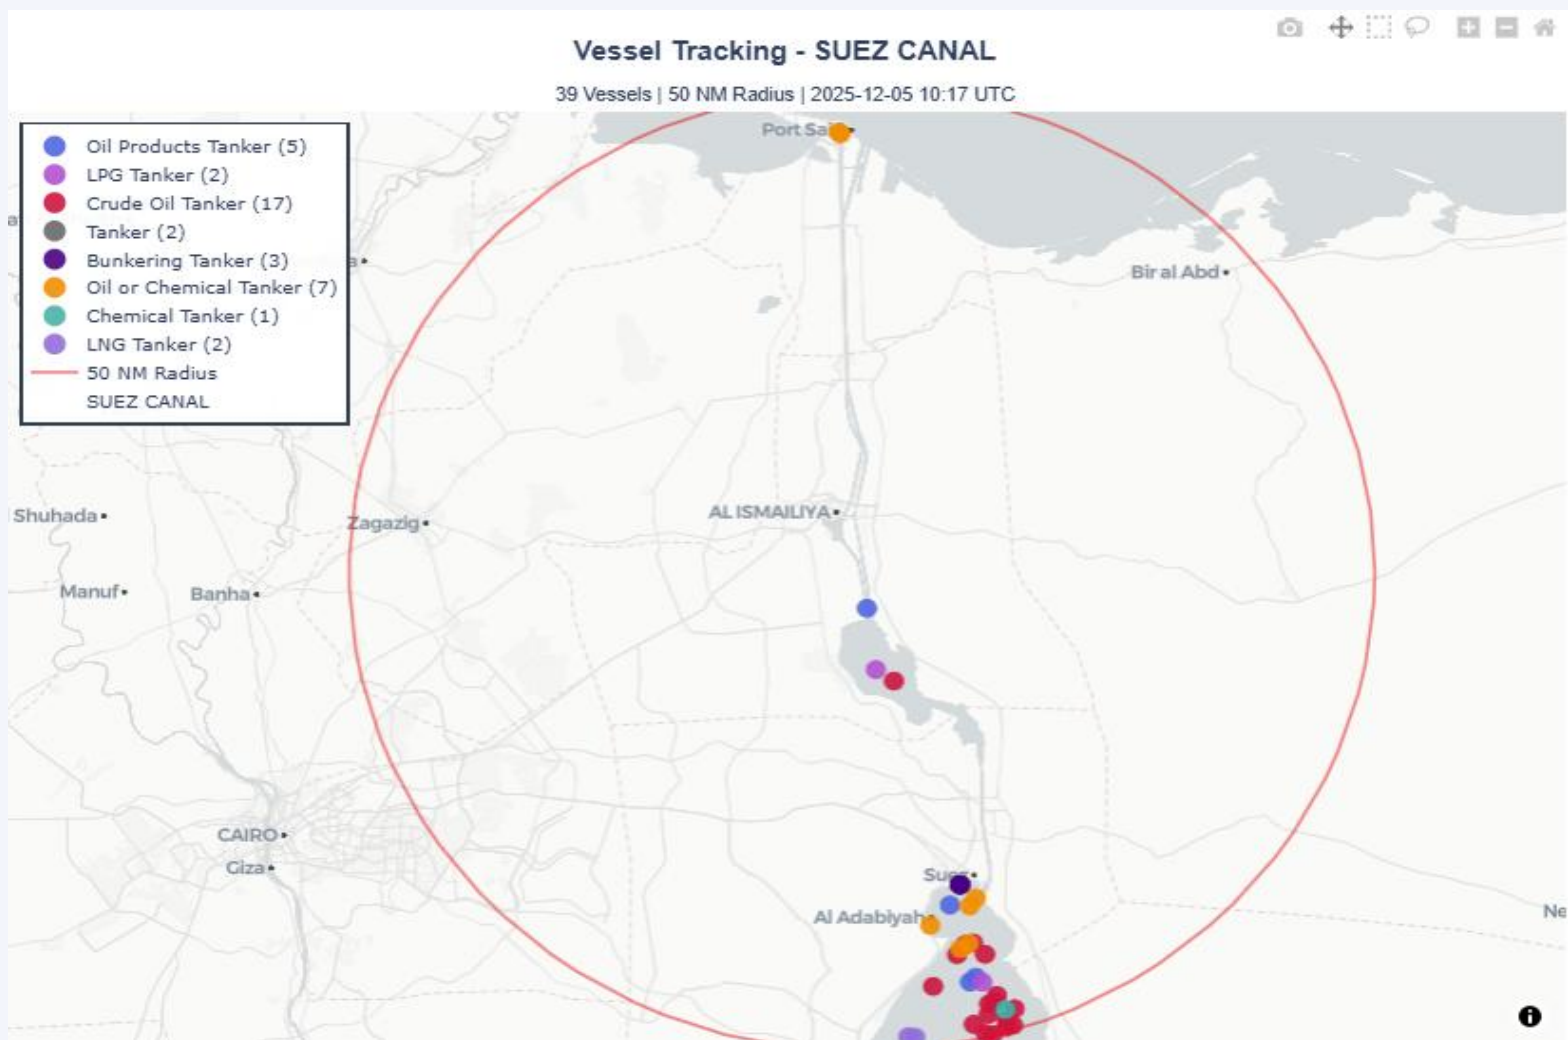 Vessel Tracking - SUEZ CANAL
39 Vessels | 50 NM Radius | 2025-12-05 10:17 UTC
Oil Products Tanker (5)
LPG Tanker (2)
Crude Oil Tanker (17)
Tanker (2)
Bunkering Tanker (3)
Oil or Chemical Tanker (7)
Chemical Tanker (1)
LNG Tanker (2)
50 NM Radius
SUEZ CANAL
Port
Bir al Abd
AL ISMAILIYA
Shuhada
Zagazig
Manuf
Banha
CAIRO
Giza
Al Adabiyah